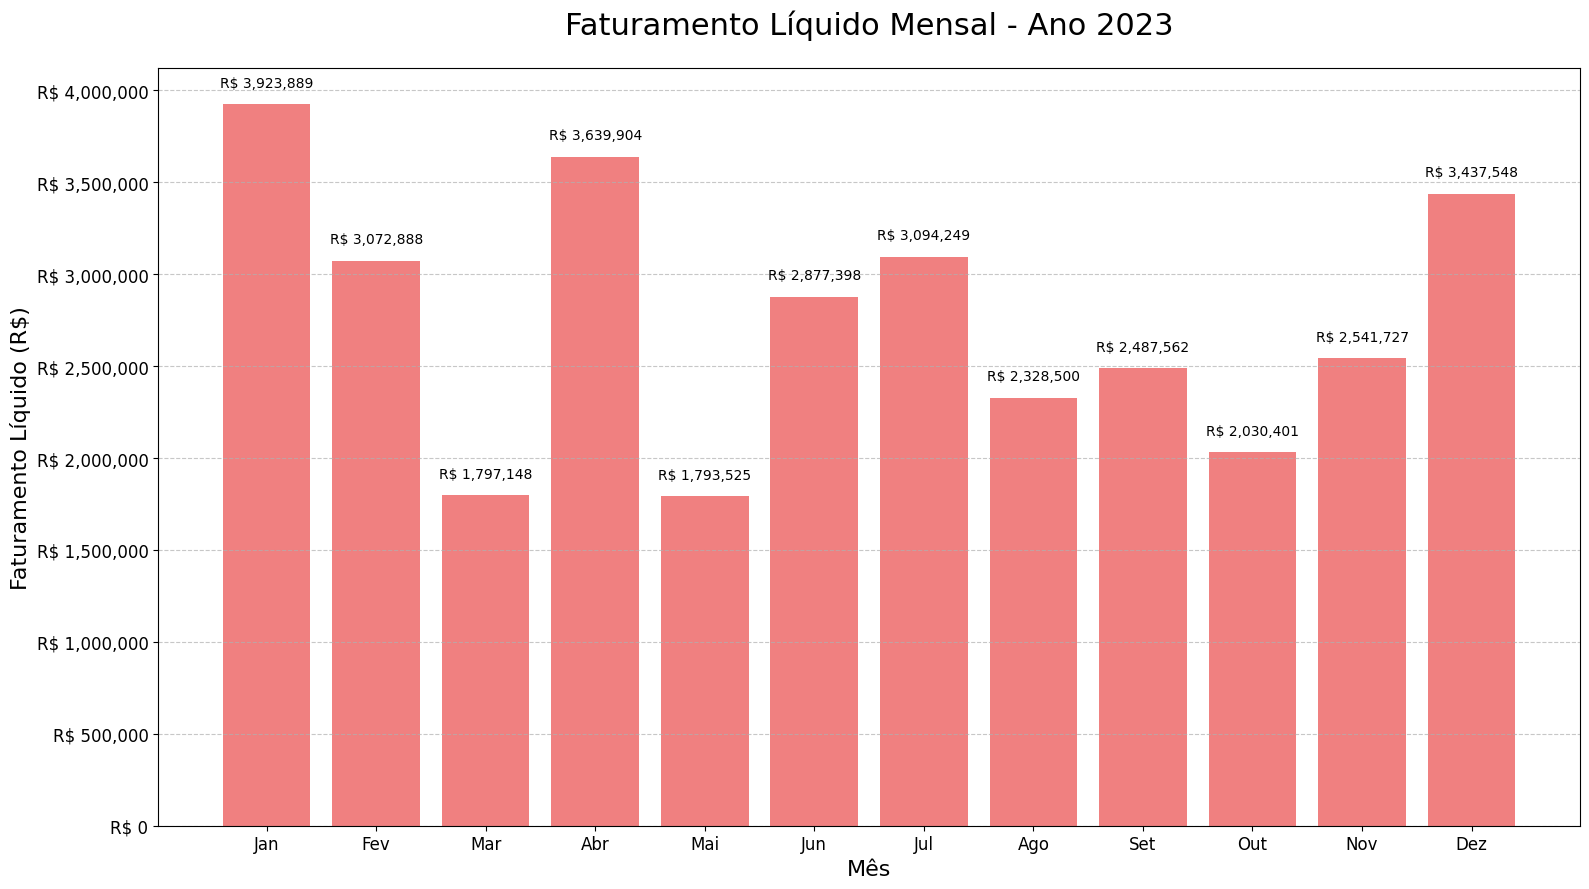 Faturamento Líquido Mensal - Ano 2023
Faturamento Líquido (R$)
R$ 4,000,000
R$ 3,500,000
R$ 3,000,000
R$ 2,500,000
R$ 2,000,000
R$ 1,500,000
R$ 1,000,000
R$ 500,000
R$ 0
R$ 3,923,889
R$ 3,072,888
R$ 1,797,148
R$ 3,639,904
R$ 1,793,525
R$ 2,877,398
R$ 3,094,249
R$ 2,328,500
R$ 2,487,562
R$ 2,030,401
R$ 2,541,727
R$ 3,437,548
Jan Fev Mar Abr Mai Jun Jul Ago Set Out Nov Dez
Mês